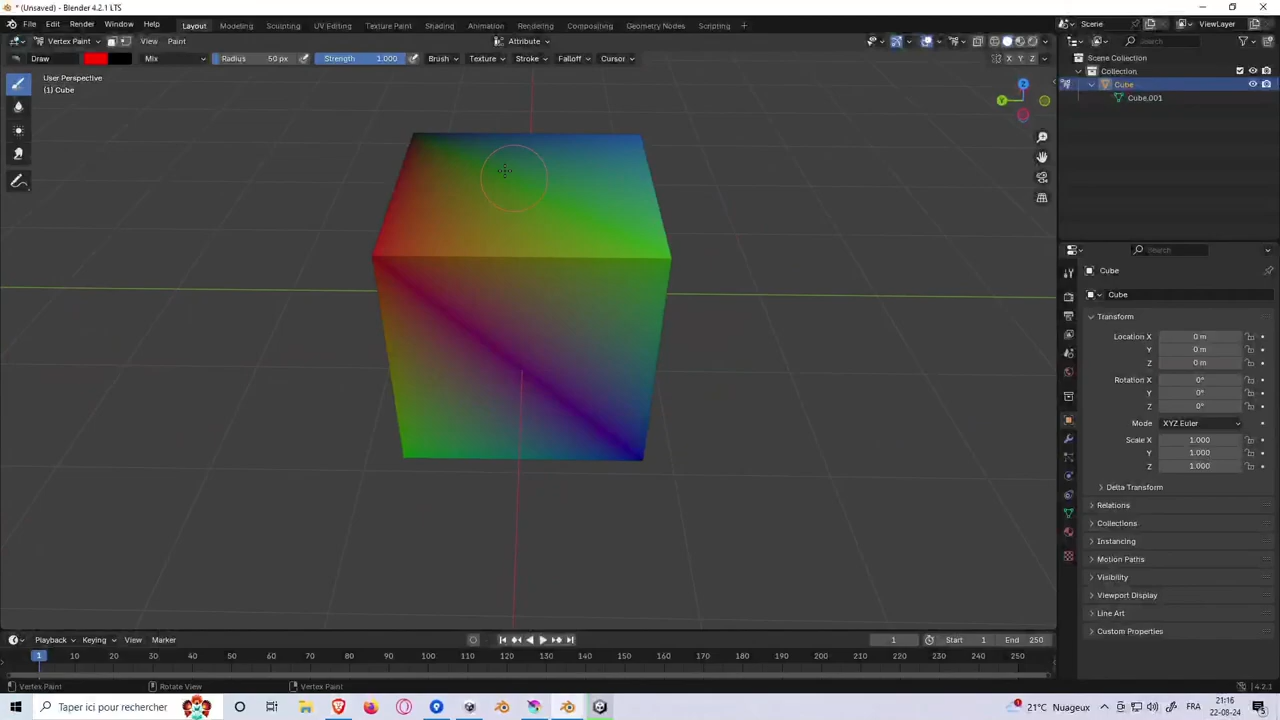 * (Unsaved) - Blender 4.2.1 LTS
File Edit Render Window Help Layout Modeling Sculpting UV Editing Texture Paint Shading Animation Rendering Compositing Geometry Nodes Scripting + Scene ViewLayer
Vertex Paint View Paint Attribute Search
Draw Mix Radius 50 px Strength 1.000 Brush Texture Stroke Falloff Cursor X Y Z
User Perspective
(1) Cube
Scene Collection
Collection
Cube
Cube.001
Z
Y
Search
Cube
Cube
Transform
Location X 0 m
Y 0 m
Z 0 m
Rotation X 0°
Y 0°
Z 0°
Mode XYZ Euler
Scale X 1.000
Y 1.000
Z 1.000
Delta Transform
Relations
Collections
Instancing
Motion Paths
Visibility
Viewport Display
Line Art
Custom Properties
Playback Keying View Marker 1 Start 1 End 250
1 10 20 30 40 50 60 70 80 90 100 110 120 130 140 150 160 170 180 190 200 210 220 230 240 250
Vertex Paint Rotate View Vertex Paint 4.2.1
Taper ici pour rechercher 21°C Nuageux FR 21:16
22-08-24